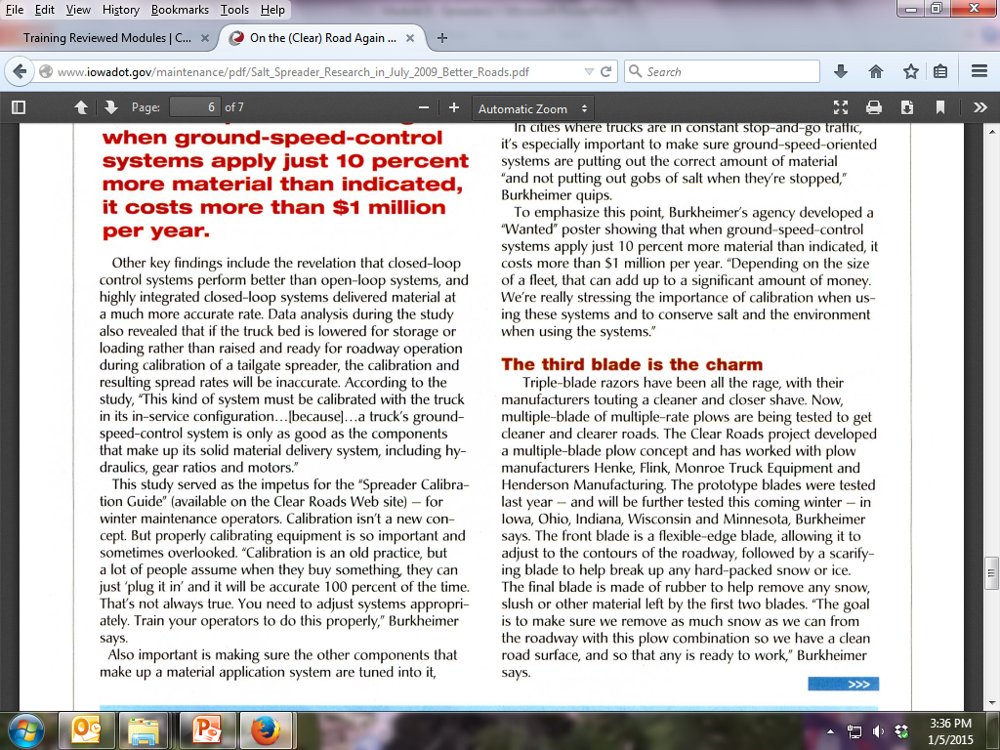 File Edit View History Bookmarks Tools Help
Training Reviewed Modules | C... ×
On the (Clear) Road Again ... × +
www.iowadot.gov/maintenance/pdf/Salt_Spreader_Research_in_July_2009_Better_Roads.pdf
Search
Page: 6 of 7
Automatic Zoom
when ground-speed-control
systems apply just 10 percent
more material than indicated,
it costs more than $1 million
per year.
Other key findings include the revelation that closed-loop
control systems perform better than open-loop systems, and
highly integrated closed-loop systems delivered material at
a much more accurate rate. Data analysis during the study
also revealed that if the truck bed is lowered for storage or
loading rather than raised and ready for roadway operation
during calibration of a tailgate spreader, the calibration and
resulting spread rates will be inaccurate. According to the
study, “This kind of system must be calibrated with the truck
in its in-service configuration…[because]…a truck’s ground-
speed-control system is only as good as the components
that make up its solid material delivery system, including hy-
draulics, gear ratios and motors.”
This study served as the impetus for the “Spreader Calibra-
tion Guide” (available on the Clear Roads Web site) – for
winter maintenance operators. Calibration isn’t a new con-
cept. But properly calibrating equipment is so important and
sometimes overlooked. “Calibration is an old practice, but
a lot of people assume when they buy something, they can
just ‘plug it in’ and it will be accurate 100 percent of the time.
That’s not always true. You need to adjust systems appropri-
ately. Train your operators to do this properly,” Burkheimer
says.
Also important is making sure the other components that
make up a material application system are tuned into it,
In cities where trucks are in constant stop-and-go traffic,
it’s especially important to make sure ground-speed-oriented
systems are putting out the correct amount of material
“and not putting out gobs of salt when they’re stopped,”
Burkheimer quips.
To emphasize this point, Burkheimer’s agency developed a
“Wanted” poster showing that when ground-speed-control
systems apply just 10 percent more material than indicated, it
costs more than $1 million per year. “Depending on the size
of a fleet, that can add up to a significant amount of money.
We’re really stressing the importance of calibration when us-
ing these systems and to conserve salt and the environment
when using the systems.”
The third blade is the charm
Triple-blade razors have been all the rage, with their
manufacturers touting a cleaner and closer shave. Now,
multiple-blade of multiple-rate plows are being tested to get
cleaner and clearer roads. The Clear Roads project developed
a multiple-blade plow concept and has worked with plow
manufacturers Henke, Flink, Monroe Truck Equipment and
Henderson Manufacturing. The prototype blades were tested
last year – and will be further tested this coming winter – in
Iowa, Ohio, Indiana, Wisconsin and Minnesota, Burkheimer
says. The front blade is a flexible-edge blade, allowing it to
adjust to the contours of the roadway, followed by a scarify-
ing blade to help break up any hard-packed snow or ice.
The final blade is made of rubber to help remove any snow,
slush or other material left by the first two blades. “The goal
is to make sure we remove as much snow as we can from
the roadway with this plow combination so we have a clean
road surface, and so that any is ready to work,” Burkheimer
says.
>>>
3:36 PM
1/5/2015